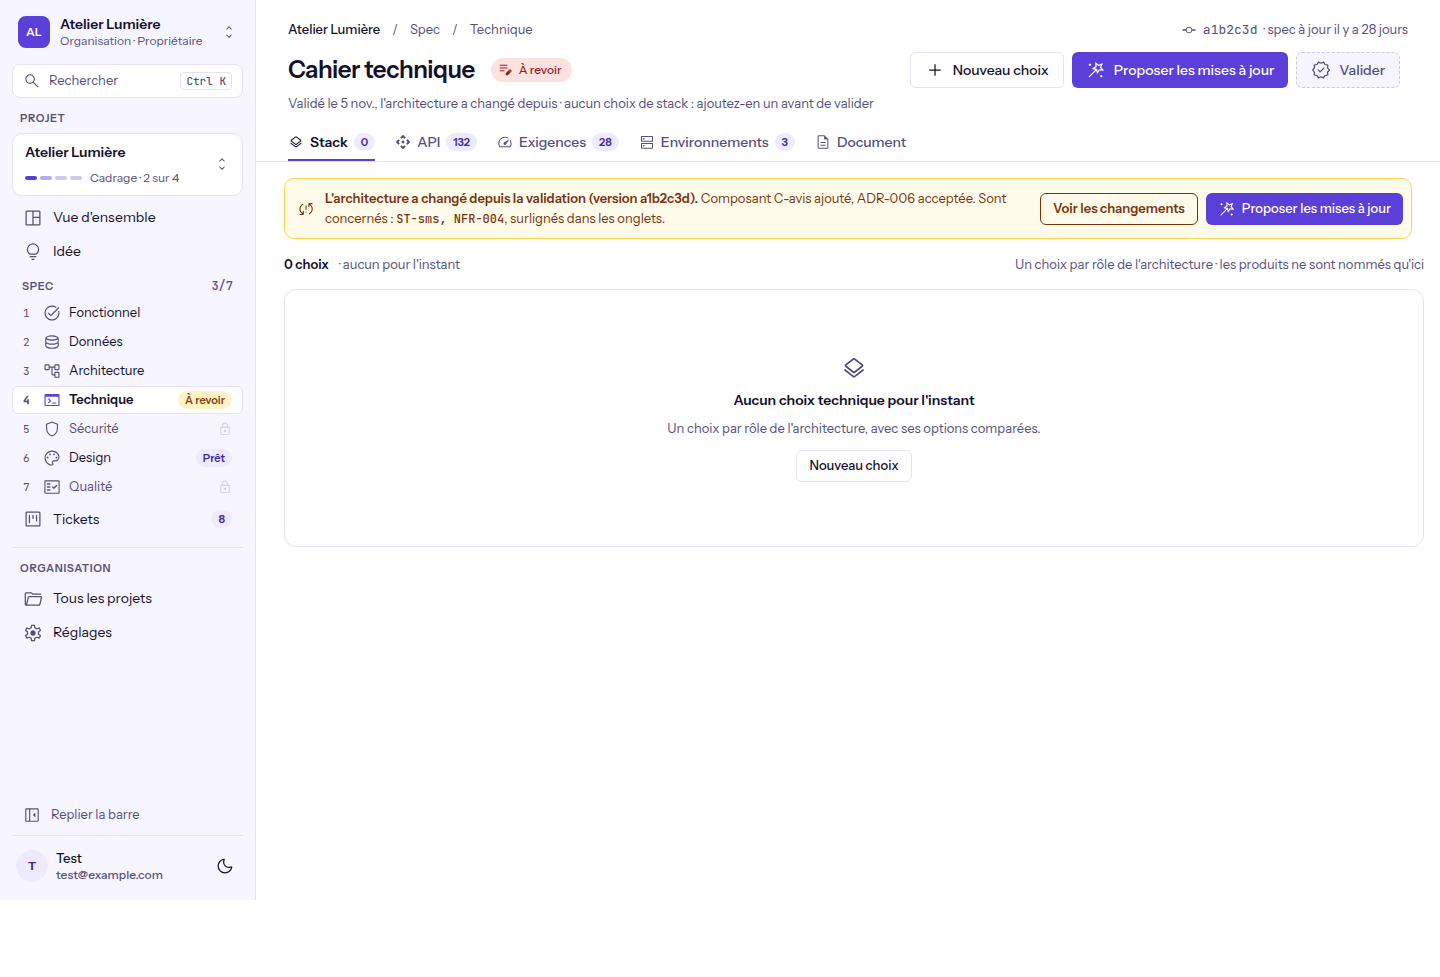 AL
Atelier Lumière
Organisation · Propriétaire
Rechercher
Ctrl K
PROJET
Atelier Lumière
Cadrage · 2 sur 4
Vue d'ensemble
Idée
SPEC 3/7
1 Fonctionnel
2 Données
3 Architecture
4 Technique À revoir
5 Sécurité
6 Design Prêt
7 Qualité
Tickets 8
ORGANISATION
Tous les projets
Réglages
Replier la barre
T
Test
test@example.com
Atelier Lumière / Spec / Technique
a1b2c3d · spec à jour il y a 28 jours
Cahier technique
À revoir
Nouveau choix
Proposer les mises à jour
Valider
Validé le 5 nov., l'architecture a changé depuis · aucun choix de stack : ajoutez-en un avant de valider
Stack 0
API 132
Exigences 28
Environnements 3
Document
L'architecture a changé depuis la validation (version a1b2c3d). Composant C-avis ajouté, ADR-006 acceptée. Sont
concernés : ST-sms, NFR-004, surlignés dans les onglets.
Voir les changements
Proposer les mises à jour
0 choix · aucun pour l'instant
Un choix par rôle de l'architecture · les produits ne sont nommés qu'ici
Aucun choix technique pour l'instant
Un choix par rôle de l'architecture, avec ses options comparées.
Nouveau choix